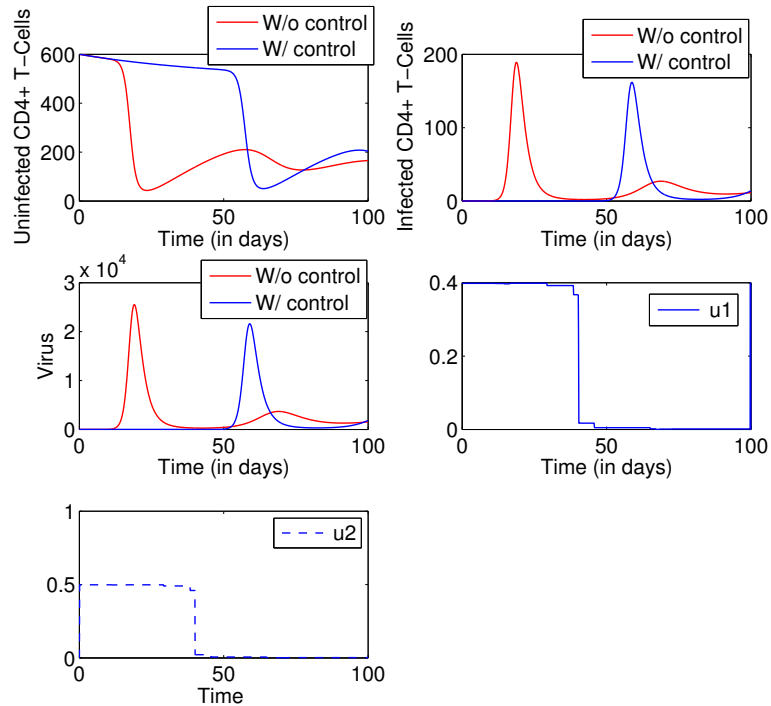 W/o control
W/ control
600
400
200
0
0
50
100
Time (in days)
Uninfected CD4+ T-Cells
W/o control
W/ control
200
100
0
0
50
100
Time (in days)
Infected CD4+ T-Cells
x 10^4
W/o control
W/ control
3
2
1
0
0
50
100
Time (in days)
Virus
u1
0.4
0.2
0
0
50
100
Time (in days)
u2
1
0.5
0
0
50
100
Time